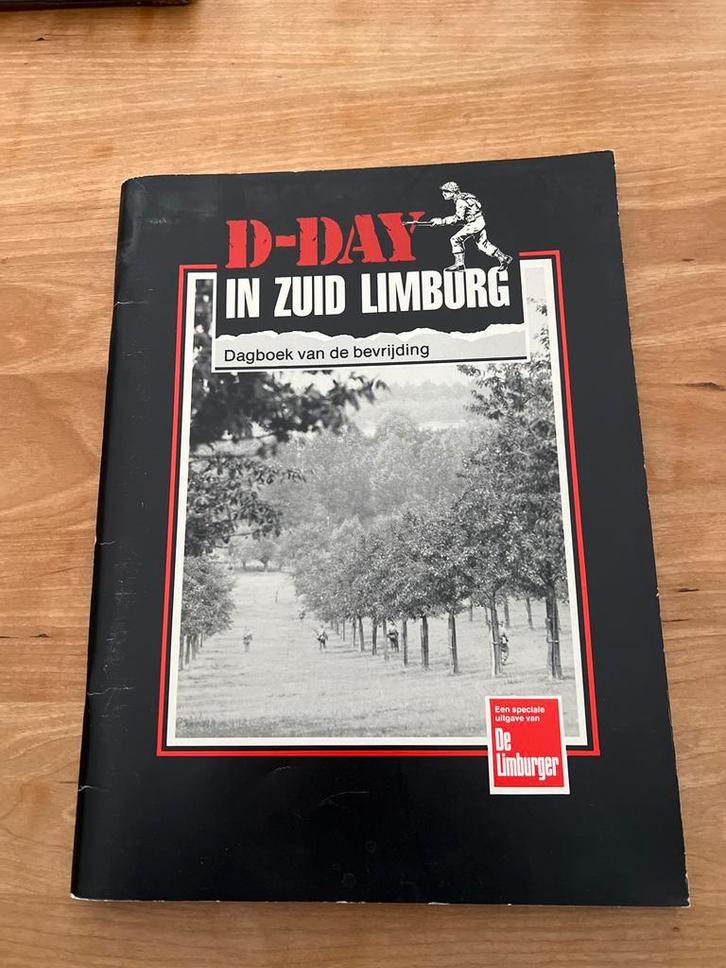 D-DAY
IN ZUID LIMBURG
Dagboek van de bevrijding
Een speciale
uitgave van
De
Limburger